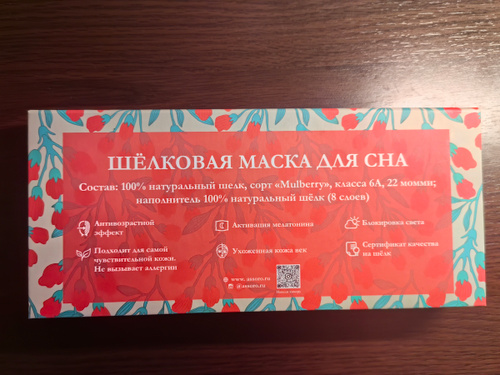 ШЁЛКОВАЯ МАСКА ДЛЯ СНА
Состав: 100% натуральный шелк, сорт «Mulberry», класса 6А, 22 момми;
наполнитель 100% натуральный шёлк (8 слоев)
Антивозрастной
эффект
Активация мелатонина
Блокировка света
Подходит для самой
чувствительной кожи.
Не вызывает аллергии
Ухоженная кожа век
Сертификат качества
на шёлк